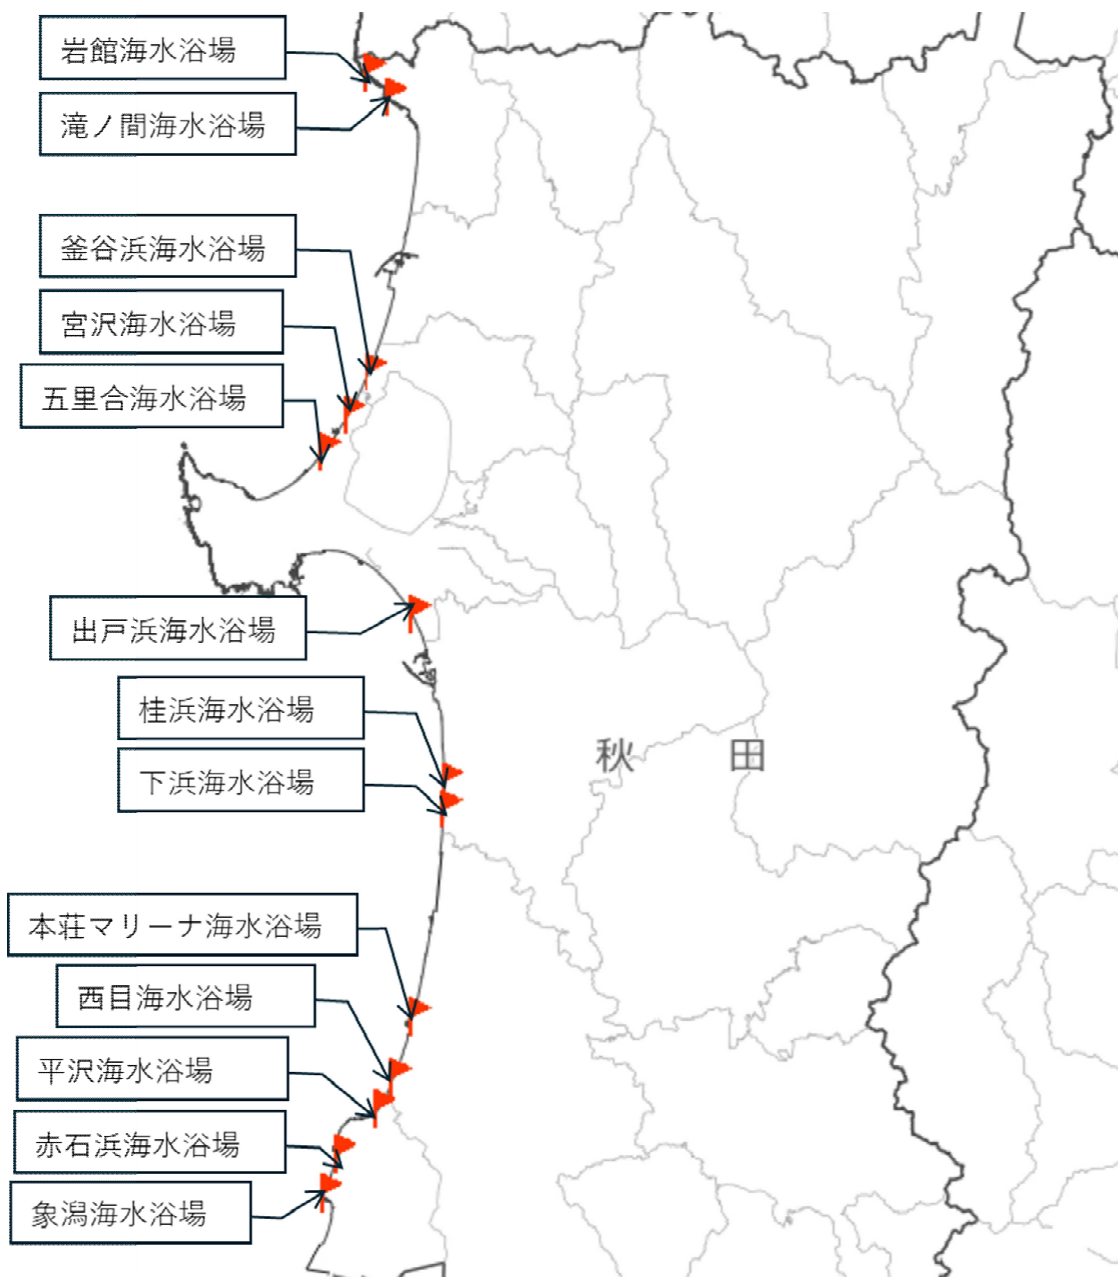 岩館海水浴場
滝ノ間海水浴場
釜谷浜海水浴場
宮沢海水浴場
五里合海水浴場
出戸浜海水浴場
桂浜海水浴場
下浜海水浴場
秋田
本荘マリーナ海水浴場
西目海水浴場
平沢海水浴場
赤石浜海水浴場
象潟海水浴場